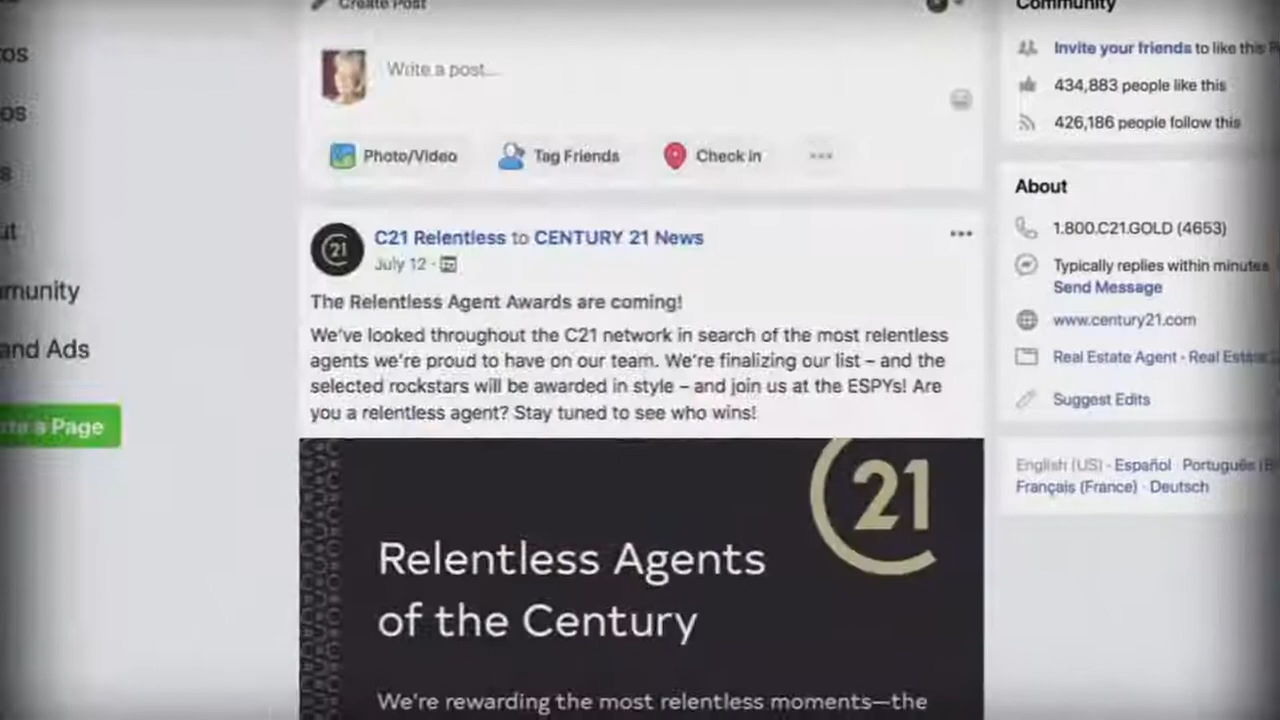 Create Post
Write a post...
Photo/Video
Tag Friends
Check in
C21 Relentless to CENTURY 21 News
July 12
The Relentless Agent Awards are coming!
We've looked throughout the C21 network in search of the most relentless
agents we're proud to have on our team. We're finalizing our list – and the
selected rockstars will be awarded in style – and join us at the ESPYs! Are
you a relentless agent? Stay tuned to see who wins!
21
21
Relentless Agents
of the Century
We're rewarding the most relentless moments—the
and Ads
a Page
Community
Invite your friends to like this
434,883 people like this
426,186 people follow this
About
1.800.C21.GOLD (4653)
Typically replies within minutes
Send Message
www.century21.com
Real Estate Agent · Real Estate
Suggest Edits
English (US) · Español · Português
Français (France) · Deutsch